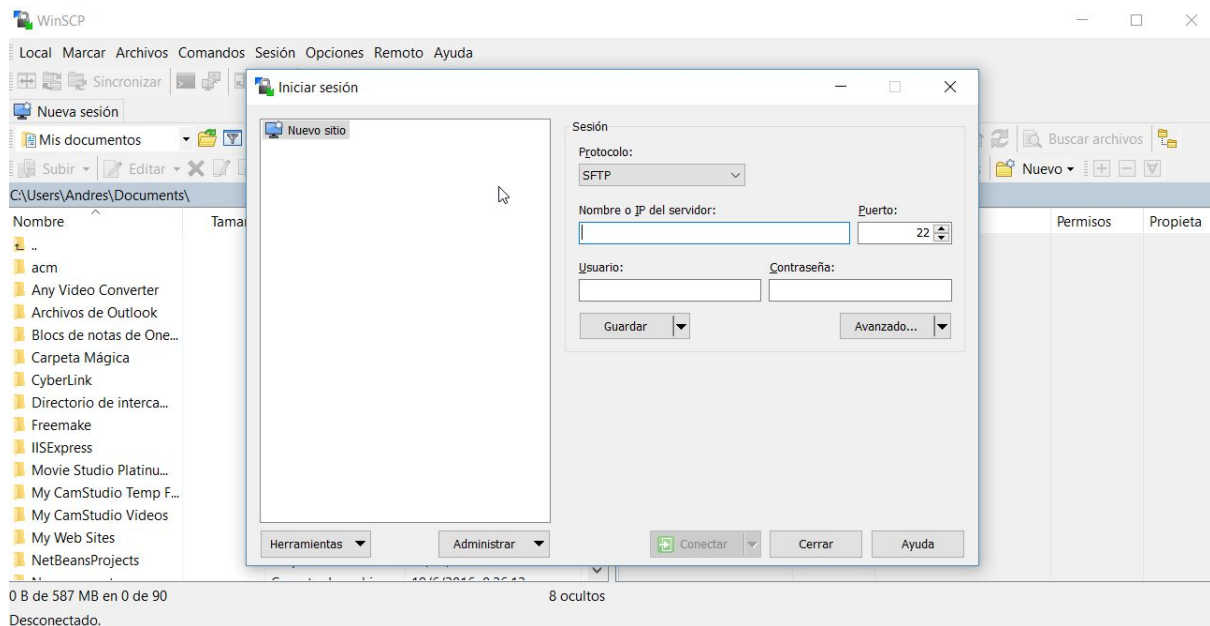 WinSCP
Local Marcar Archivos Comandos Sesión Opciones Remoto Ayuda
Sincronizar
Nueva sesión
Mis documentos
Buscar archivos
Subir Editar
Nuevo
C:\Users\Andres\Documents\
Nombre
Permisos Propieta
..
acm
Any Video Converter
Archivos de Outlook
Blocs de notas de One...
Carpeta Mágica
CyberLink
Directorio de interca...
Freemake
IISExpress
Movie Studio Platinu...
My CamStudio Temp F...
My CamStudio Videos
My Web Sites
NetBeansProjects
Iniciar sesión
Nuevo sitio
Sesión
Protocolo:
SFTP
Nombre o IP del servidor: Puerto:
22
Usuario: Contraseña:
Guardar Avanzado...
Herramientas Administrar Conectar Cerrar Ayuda
0 B de 587 MB en 0 de 90 8 ocultos
Desconectado.